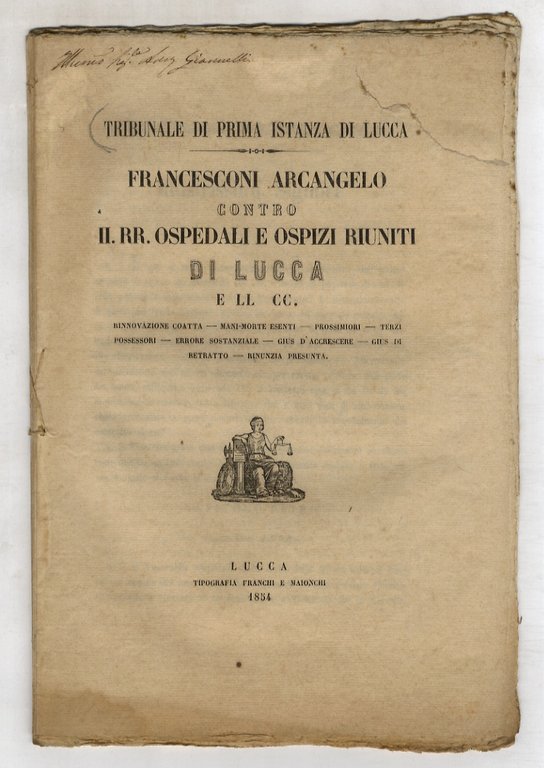 Giannetti
TRIBUNALE DI PRIMA ISTANZA DI LUCCA
FRANCESCONI ARCANGELO
CONTRO
II. RR. OSPEDALI E OSPIZI RIUNITI
DI LUCCA
E LL CC.
RINNOVAZIONE COATTA — MANI-MORTE ESENTI — PROSSIMIORI — TERZI
POSSESSORI — ERRORE SOSTANZIALE — GIUS D'ACCRESCERE — GIUS DI
RETRATTO — RINUNZIA PRESUNTA.
LUCCA
TIPOGRAFIA FRANCHI E MAIONCHI
1854